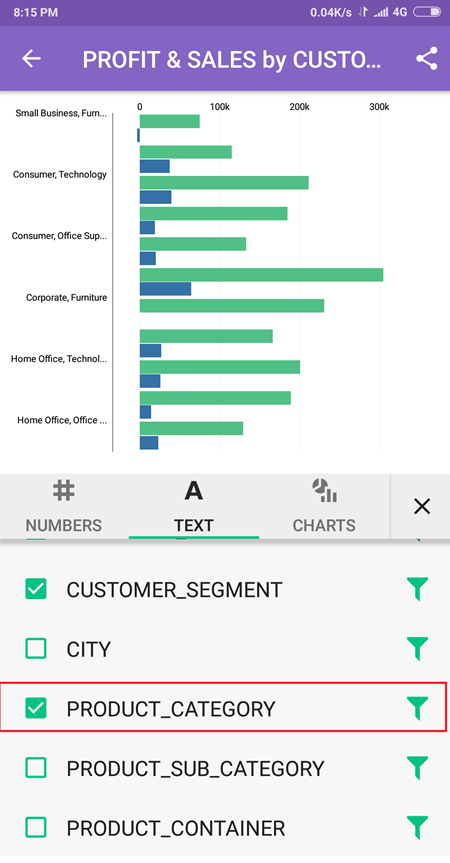 8:15 PM 0.04K/s 4G
PROFIT & SALES by CUSTO...
0 100k 200k 300k
Small Business, Furn...
Consumer, Technology
Consumer, Office Sup...
Corporate, Furniture
Home Office, Technol...
Home Office, Office ...
NUMBERS TEXT CHARTS
CUSTOMER_SEGMENT
CITY
PRODUCT_CATEGORY
PRODUCT_SUB_CATEGORY
PRODUCT_CONTAINER